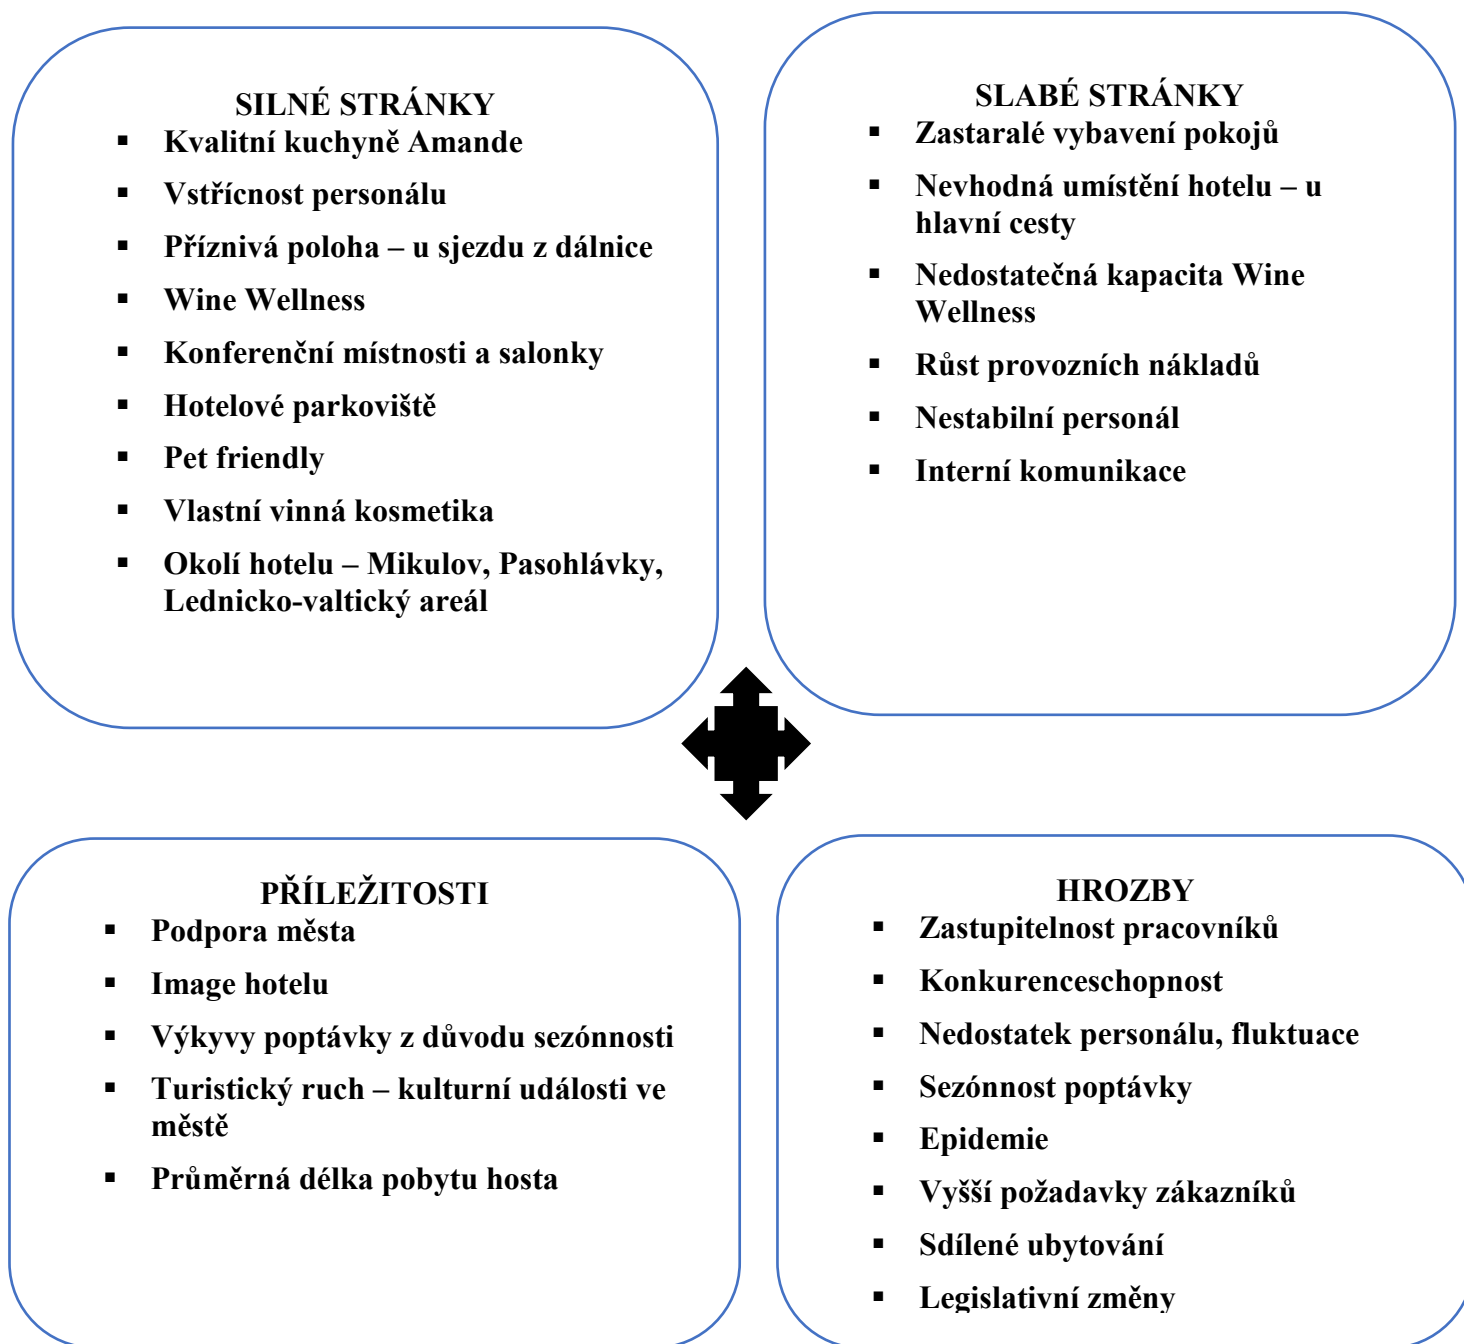 SILNÉ STRÁNKY
▪ Kvalitní kuchyně Amande
▪ Vstřícnost personálu
▪ Příznivá poloha – u sjezdu z dálnice
▪ Wine Wellness
▪ Konferenční místnosti a salonky
▪ Hotelové parkoviště
▪ Pet friendly
▪ Vlastní vinná kosmetika
▪ Okolí hotelu – Mikulov, Pasohlávky,
Lednicko-valtický areál
SLABÉ STRÁNKY
▪ Zastaralé vybavení pokojů
▪ Nevhodná umístění hotelu – u
hlavní cesty
▪ Nedostatečná kapacita Wine
Wellness
▪ Růst provozních nákladů
▪ Nestabilní personál
▪ Interní komunikace
PŘÍLEŽITOSTI
▪ Podpora města
▪ Image hotelu
▪ Výkyvy poptávky z důvodu sezónnosti
▪ Turistický ruch – kulturní události ve
městě
▪ Průměrná délka pobytu hosta
HROZBY
▪ Zastupitelnost pracovníků
▪ Konkurenceschopnost
▪ Nedostatek personálu, fluktuace
▪ Sezónnost poptávky
▪ Epidemie
▪ Vyšší požadavky zákazníků
▪ Sdílené ubytování
▪ Legislativní změny